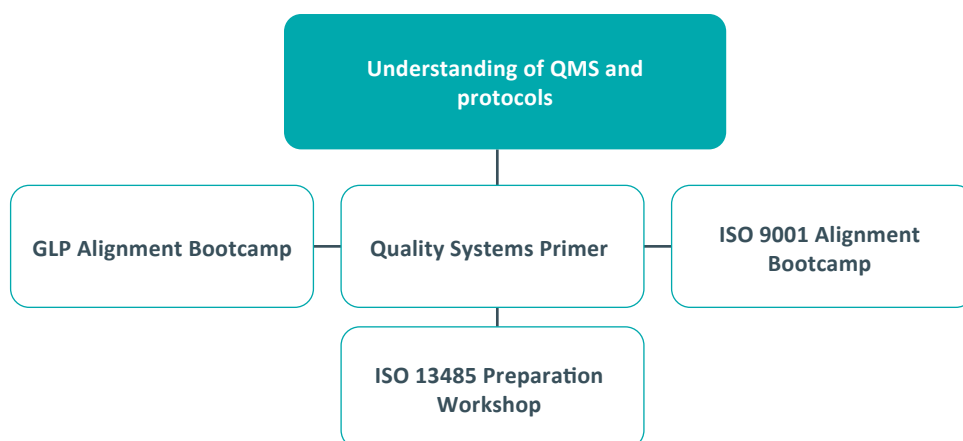 Understanding of QMS and
protocols
GLP Alignment Bootcamp
Quality Systems Primer
ISO 9001 Alignment
Bootcamp
ISO 13485 Preparation
Workshop